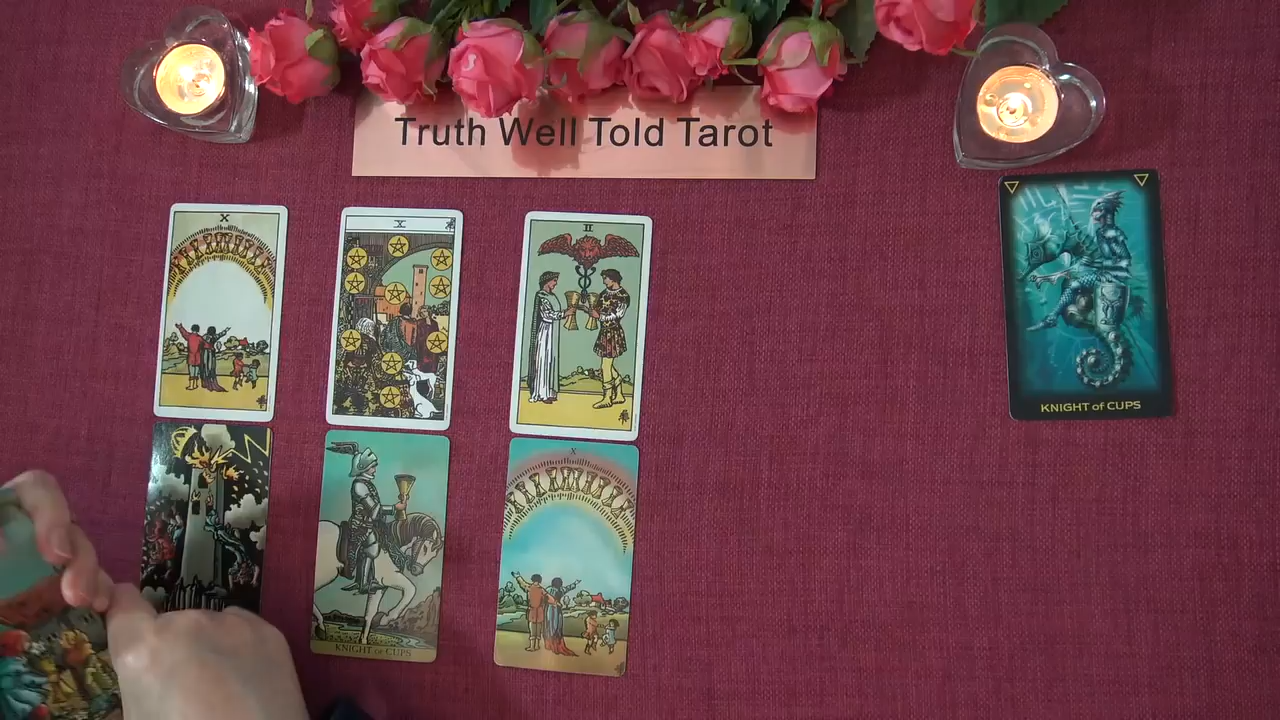 Truth Well Told Tarot
X
X
II
KNIGHT of CUPS
X
KNIGHT OF CUPS